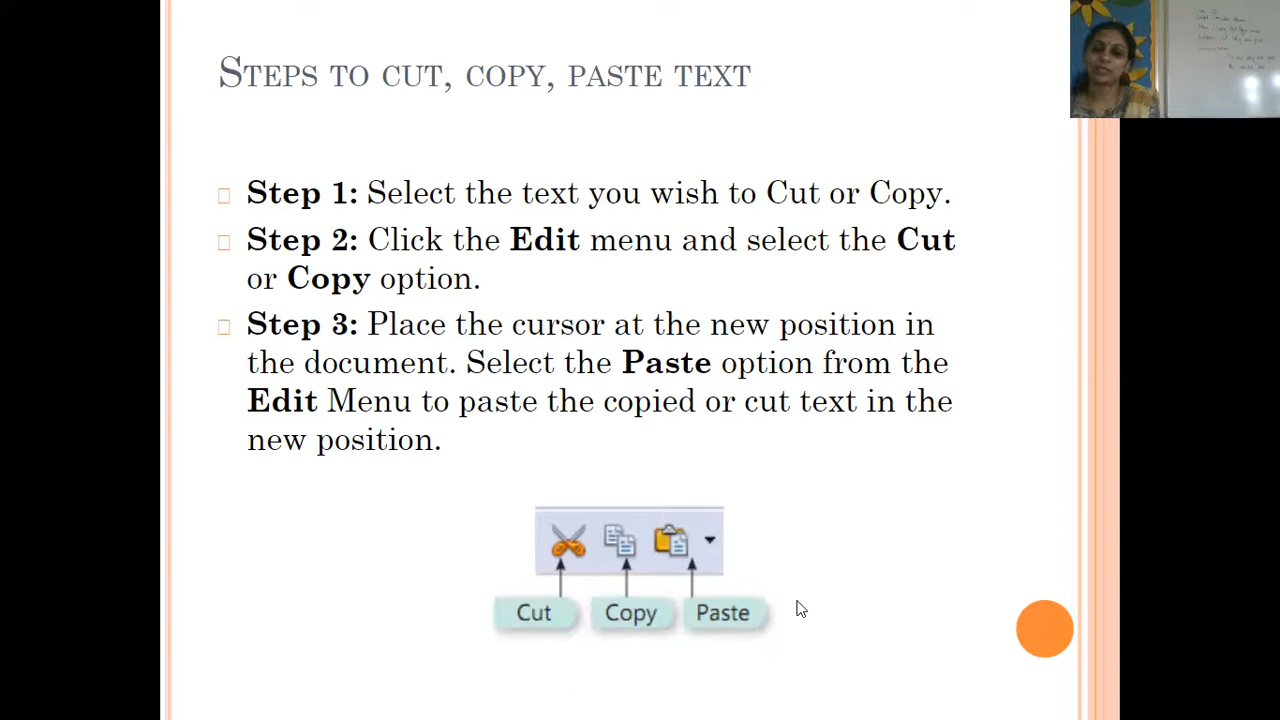 STEPS TO CUT, COPY, PASTE TEXT
Step 1: Select the text you wish to Cut or Copy.
Step 2: Click the Edit menu and select the Cut
or Copy option.
Step 3: Place the cursor at the new position in
the document. Select the Paste option from the
Edit Menu to paste the copied or cut text in the
new position.
Cut Copy Paste